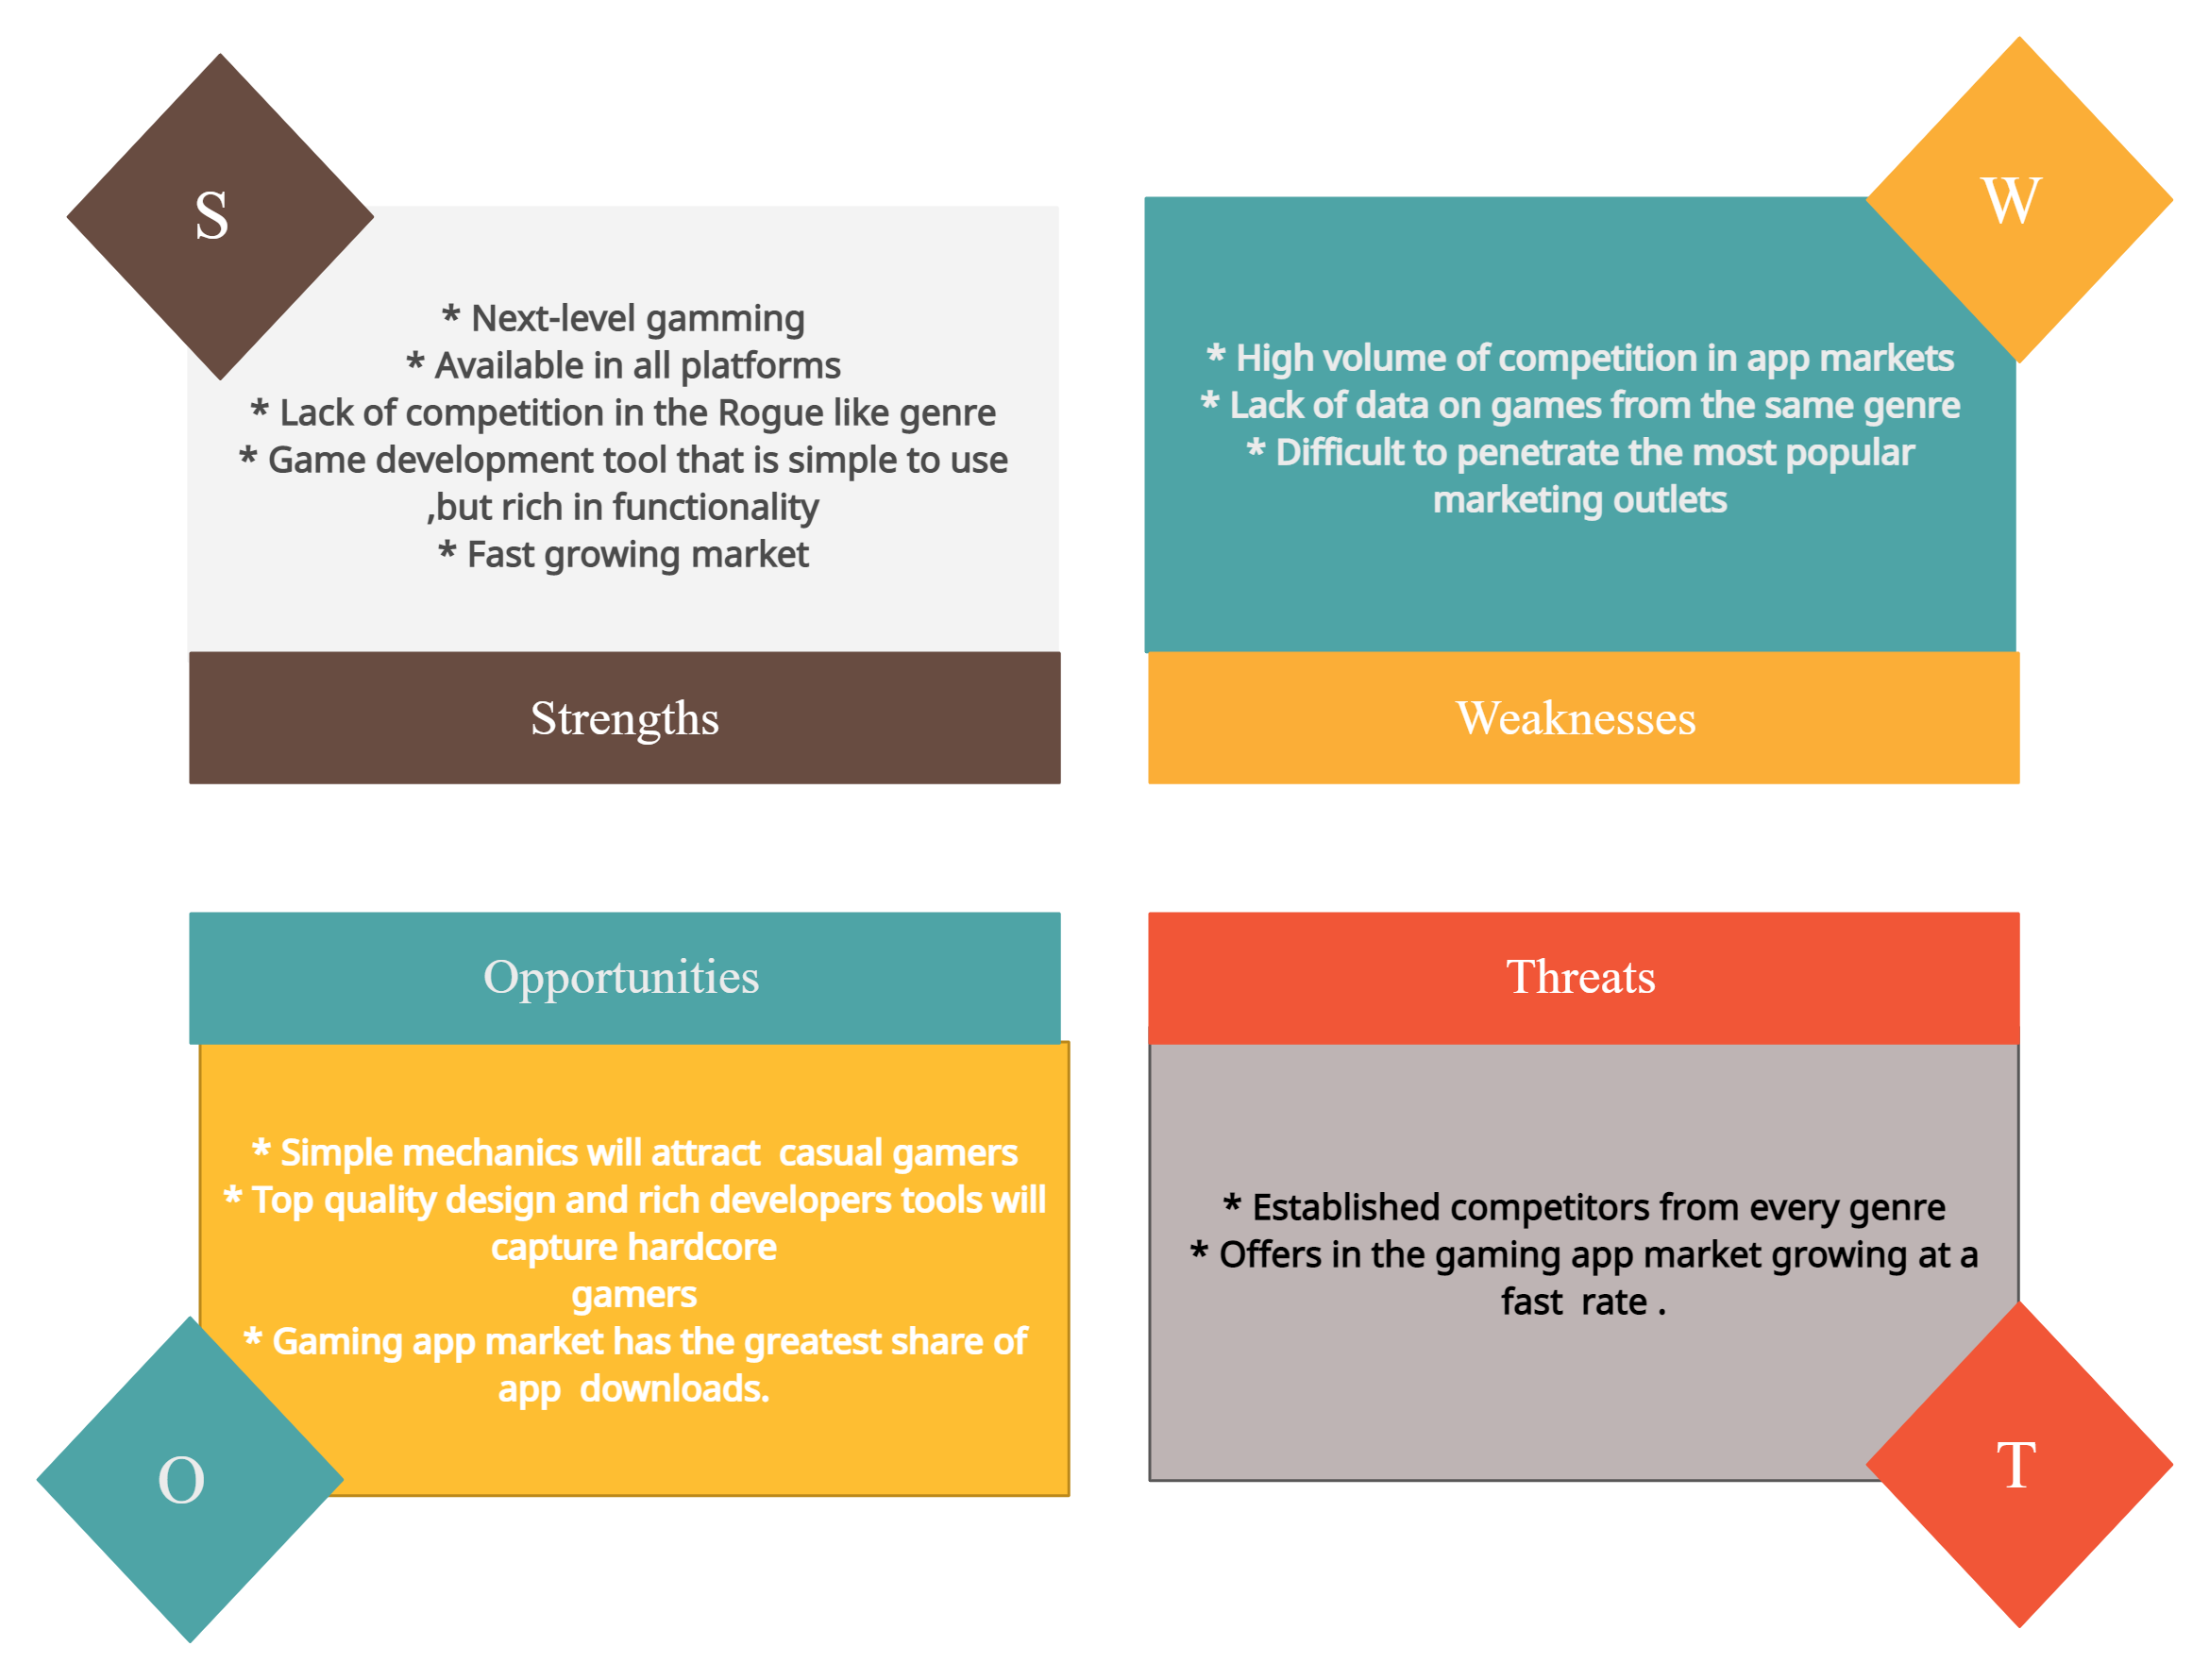 S
* Next-level gamming
* Available in all platforms
* Lack of competition in the Rogue like genre
* Game development tool that is simple to use
,but rich in functionality
* Fast growing market
Strengths
W
* High volume of competition in app markets
* Lack of data on games from the same genre
* Difficult to penetrate the most popular
marketing outlets
Weaknesses
Opportunities
* Simple mechanics will attract  casual gamers
* Top quality design and rich developers tools will
capture hardcore
gamers
* Gaming app market has the greatest share of
app  downloads.
O
Threats
* Established competitors from every genre
* Offers in the gaming app market growing at a
fast  rate .
T